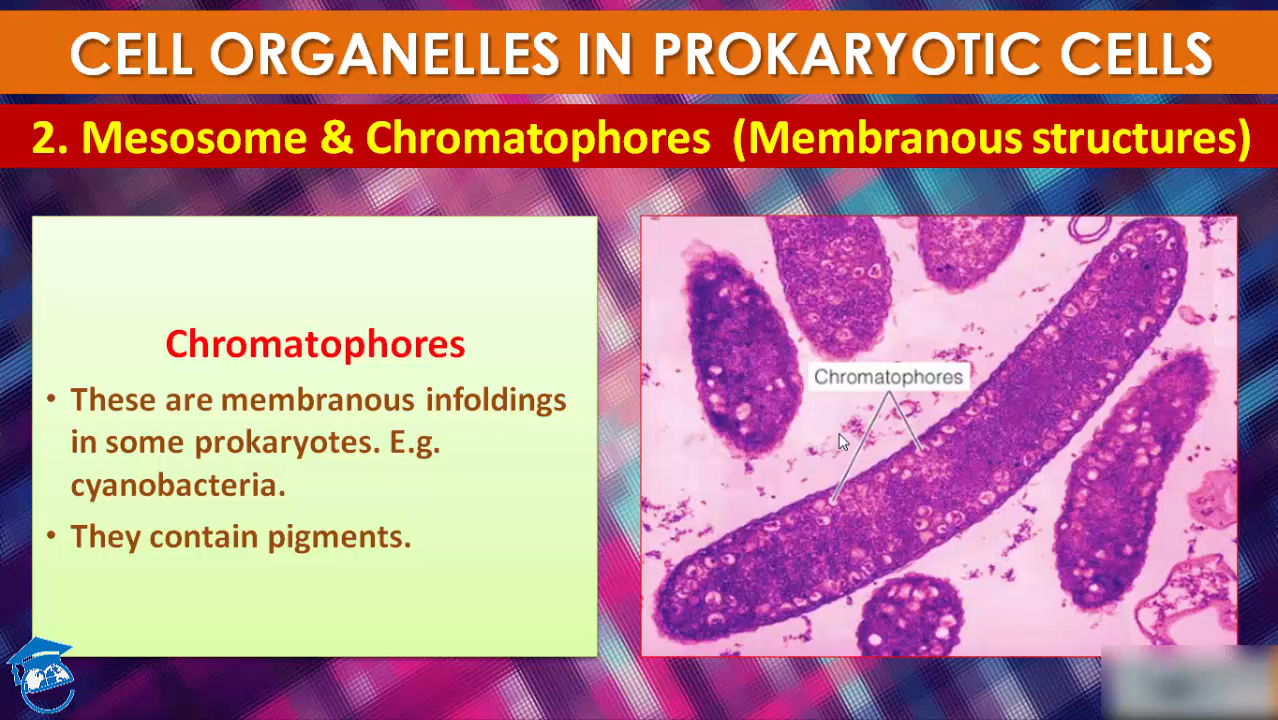 CELL ORGANELLES IN PROKARYOTIC CELLS
2. Mesosome & Chromatophores (Membranous structures)
Chromatophores
• These are membranous infoldings
in some prokaryotes. E.g.
cyanobacteria.
• They contain pigments.
Chromatophores